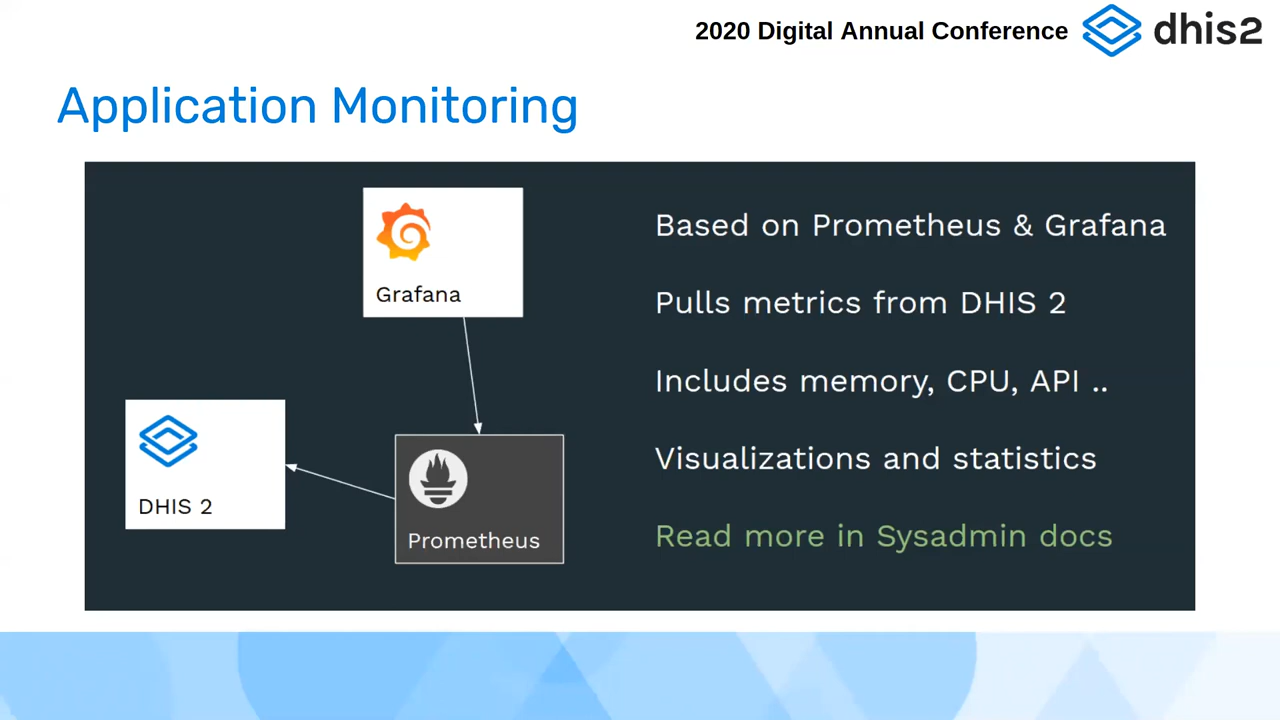 2020 Digital Annual Conference
dhis2
Application Monitoring
Grafana
DHIS 2
Prometheus
Based on Prometheus & Grafana
Pulls metrics from DHIS 2
Includes memory, CPU, API ..
Visualizations and statistics
Read more in Sysadmin docs